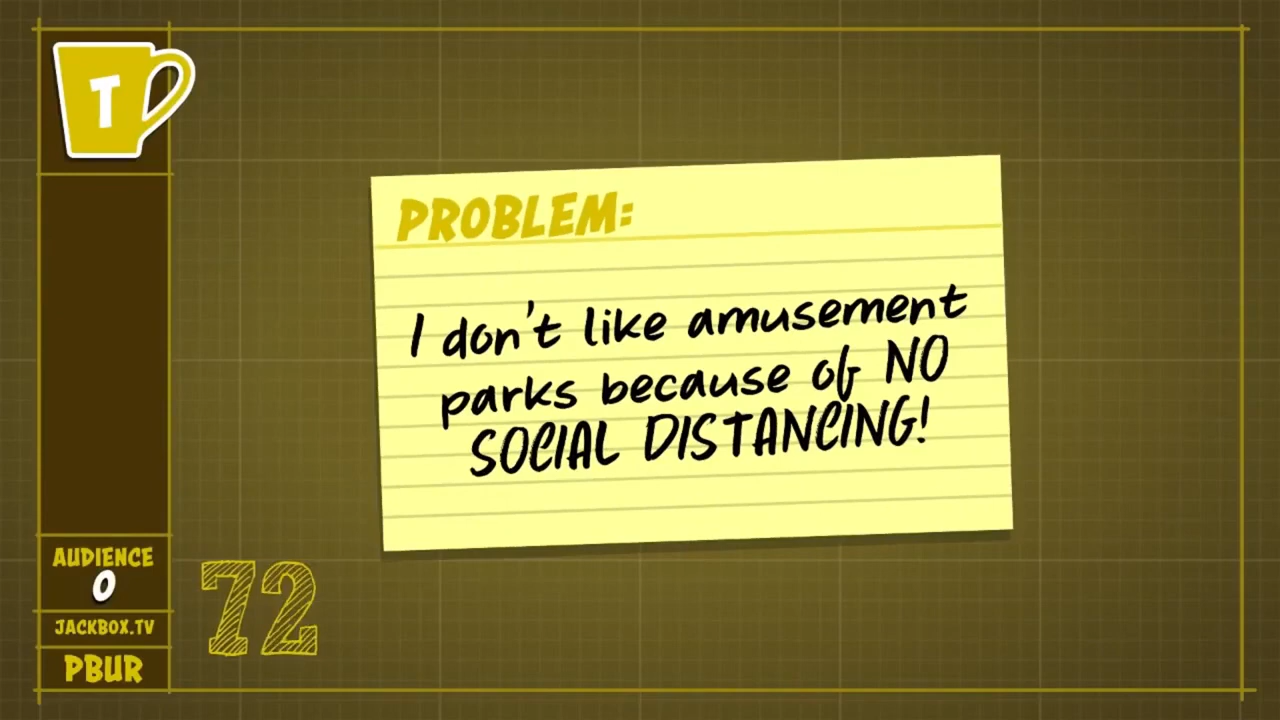 T
PROBLEM:
I don't like amusement
parks because of NO
SOCIAL DISTANCING!
AUDIENCE
0
JACKBOX.TV
PBUR
72